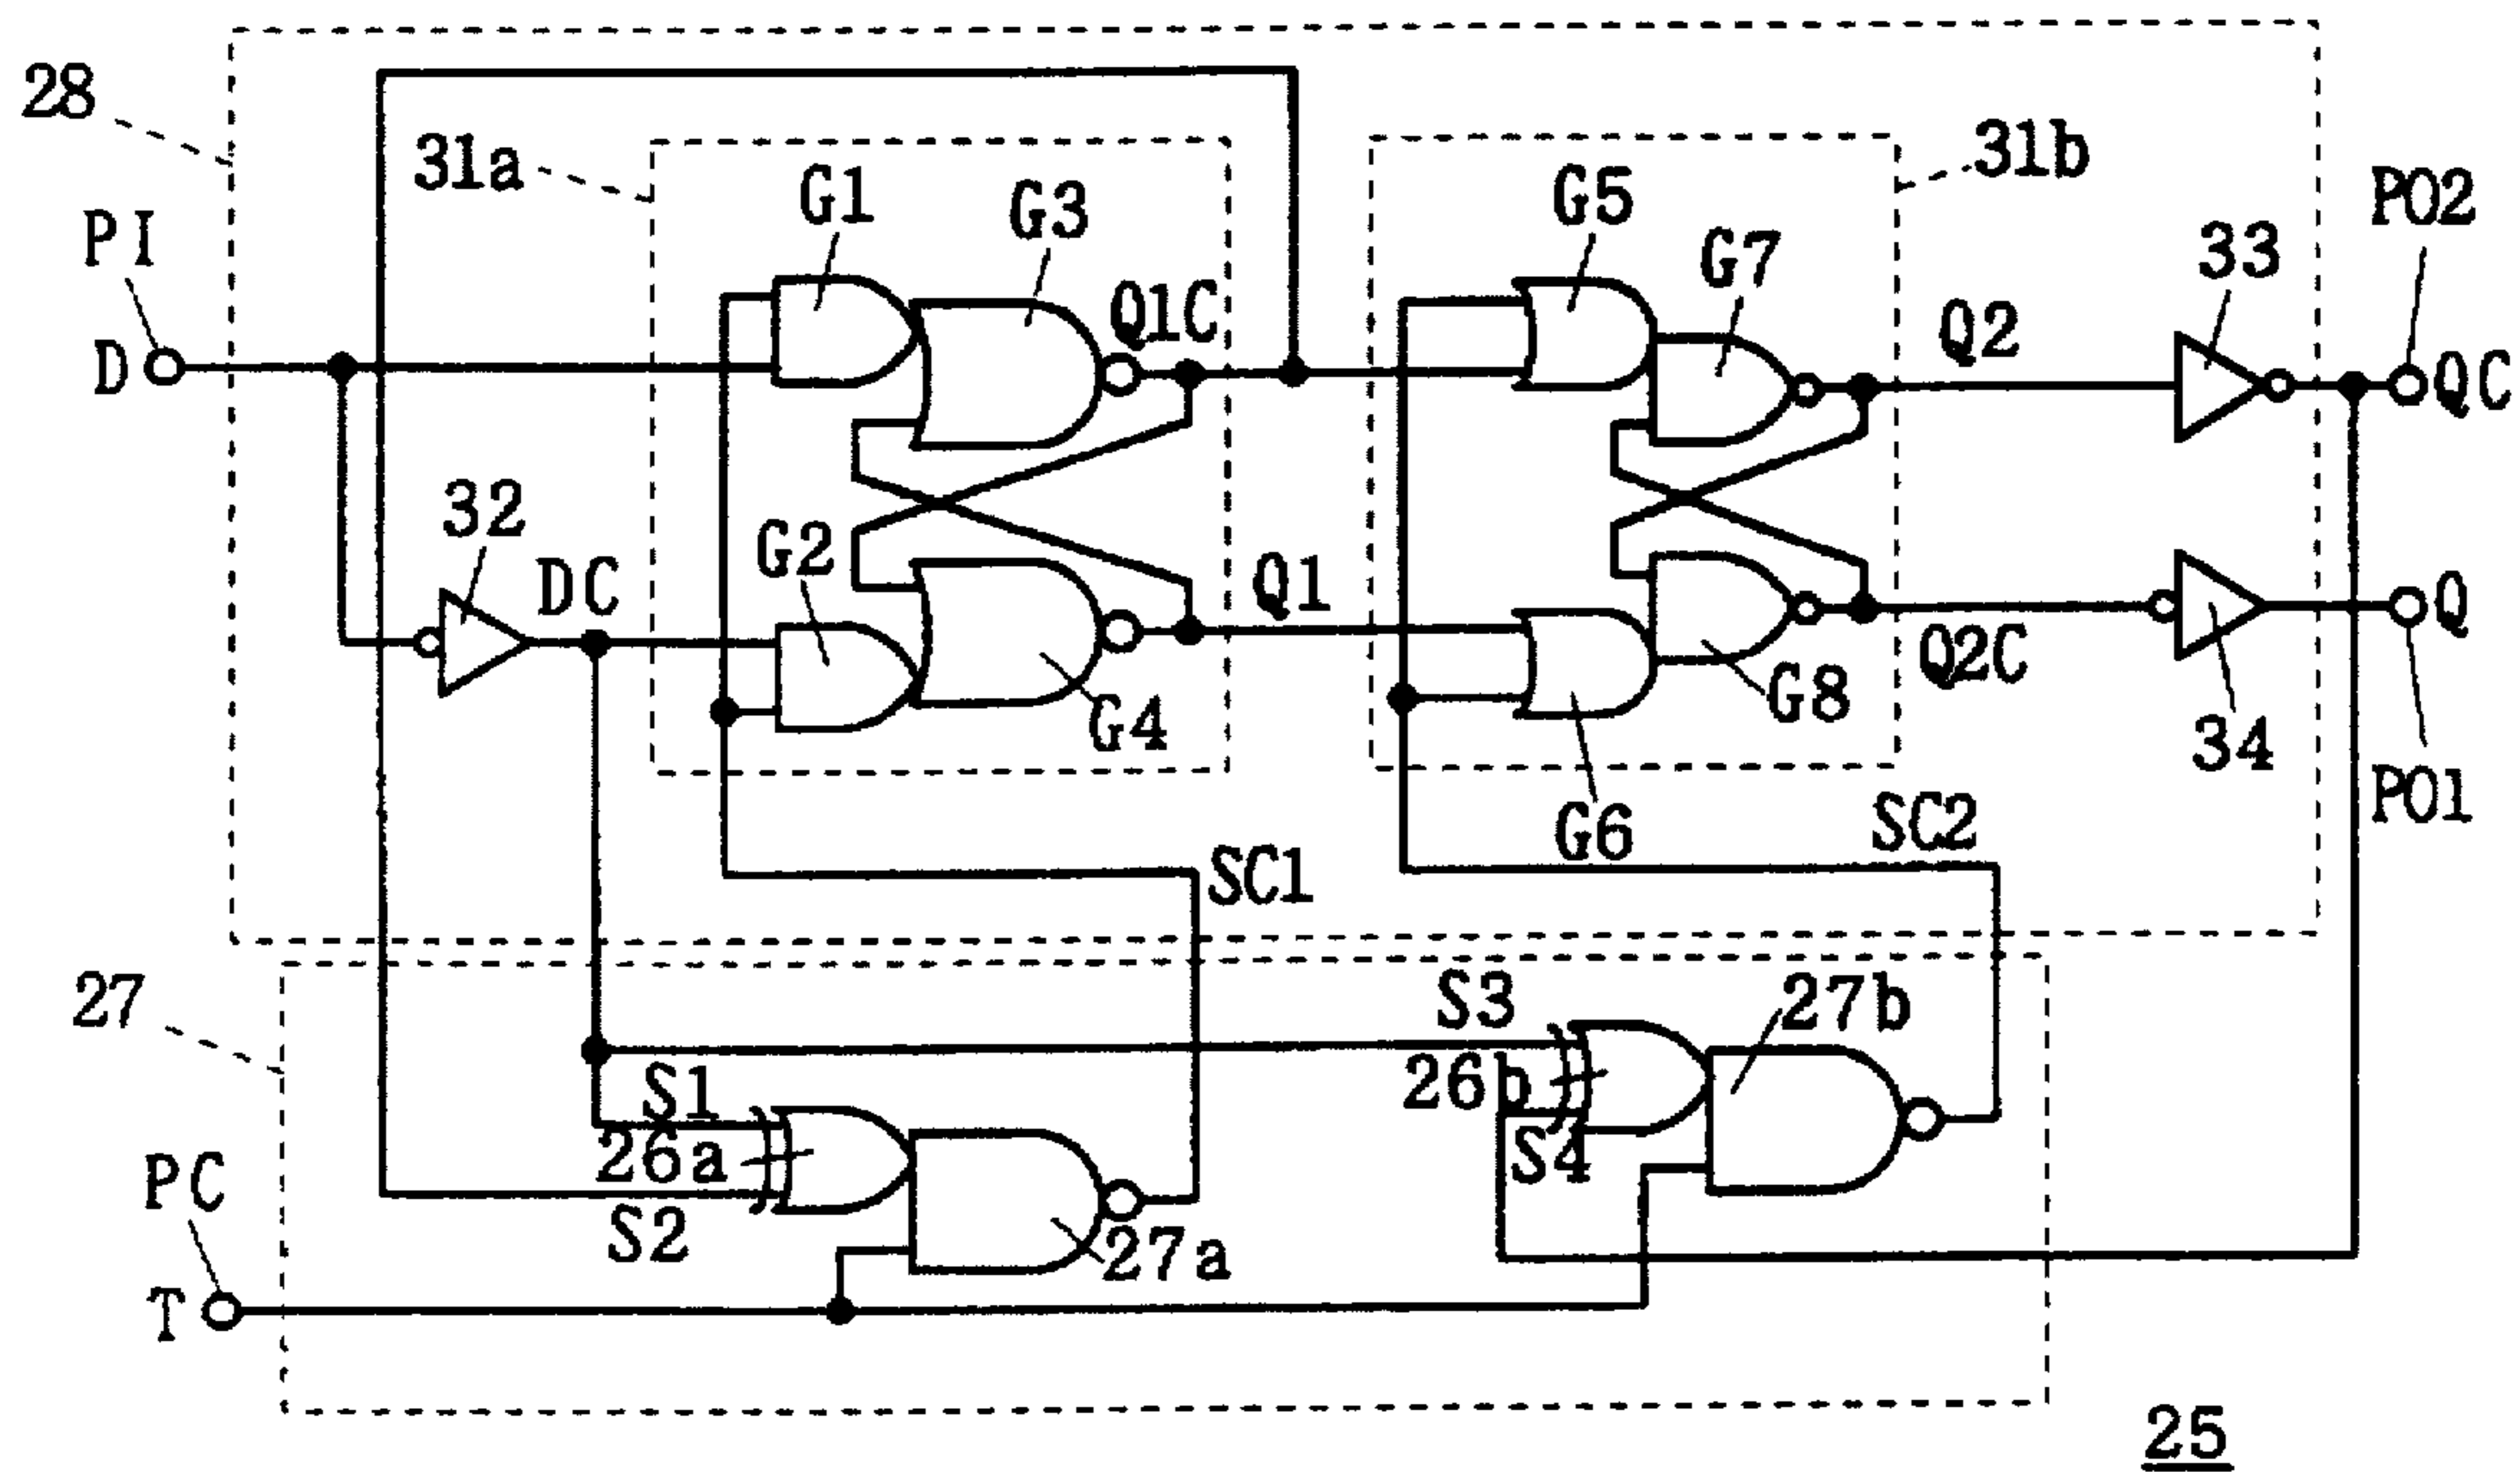 28
31a
G1
G3
Q1C
G5
G7
31b
PO2
33
PI
D
Q2
QC
32
DC
G2
G4
Q1
Q2C
G8
34
Q
PO1
G6
SC2
SC1
27
S3
27b
26b
S4
S1
26a
S2
27a
PC
T
25